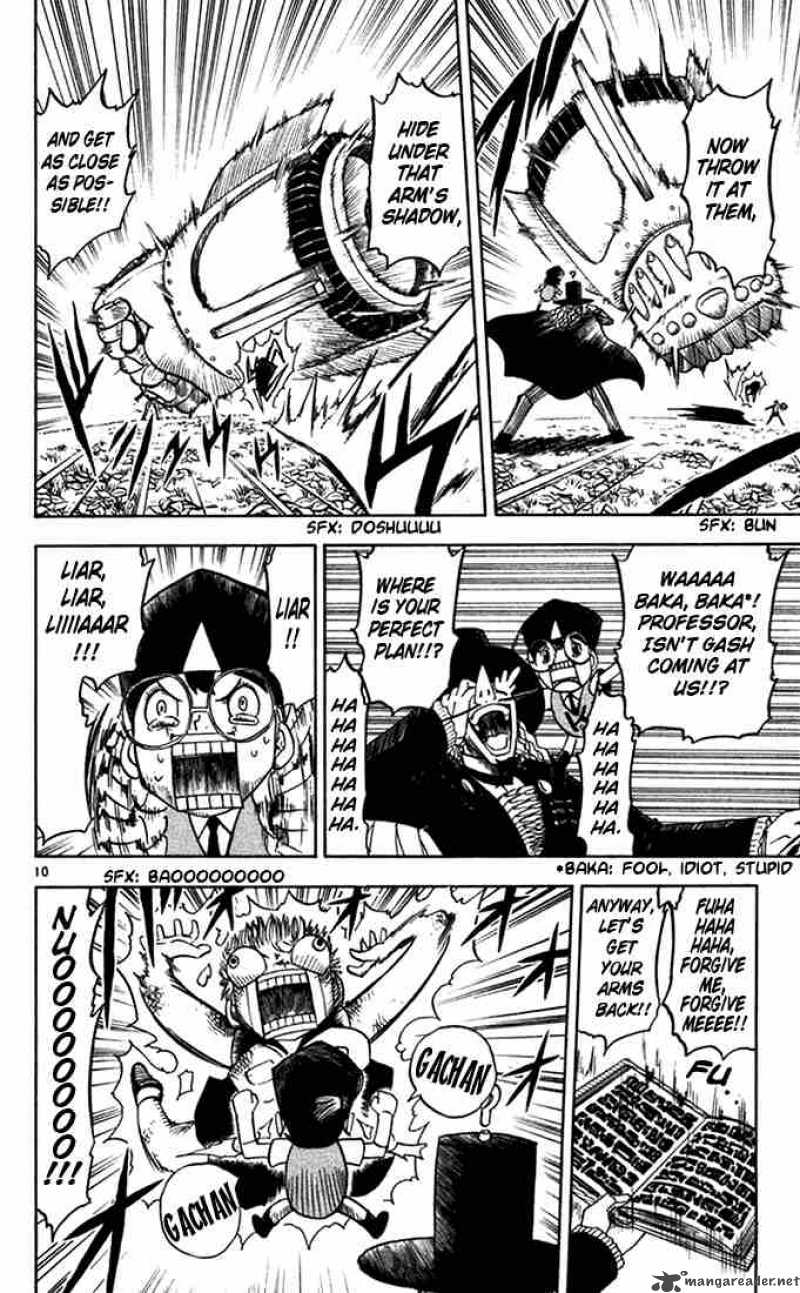 NOW
THROW
IT AT
THEM,
HIDE
UNDER
THAT
ARM'S
SHADOW,
AND GET
AS CLOSE
AS POS-
SIBLE!!
SFX: BUN
SFX: DOSHUUUU
WAAAAA
BAKA, BAKA*!
PROFESSOR,
ISN'T GASH
COMING AT
US!!?
WHERE
IS YOUR
PERFECT
PLAN!!?
HA
HA
HA
HA
HA
HA.
HA
HA
HA
HA
HA
HA
HA.
LIAR
!!
LIAR,
LIAR,
LIIIIAAAR
!!!
*BAKA: FOOL, IDIOT, STUPID
10
SFX: BAOOOOOOOOOO
FUHA
HAHA
HAHA,
FORGIVE
ME,
FORGIVE
MEEEE!!
ANYWAY,
LET'S
GET
YOUR
ARMS
BACK!!
FU
GACHAN
GACHAN
NUOOOOOOOO!!!
mangareader.net